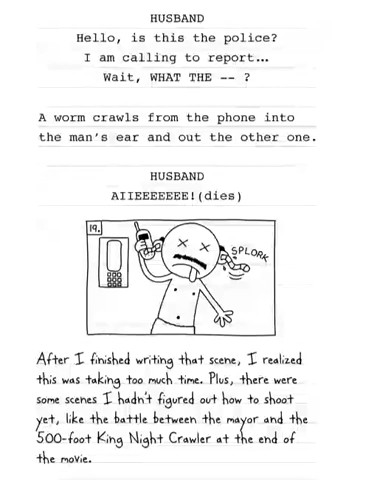 HUSBAND
Hello, is this the police?
I am calling to report...
Wait, WHAT THE -- ?
A worm crawls from the phone into
the man's ear and out the other one.
HUSBAND
AIIEEEEEEE!(dies)
19.
SPLORK
After I finished writing that scene, I realized
this was taking too much time. Plus, there were
some scenes I hadn't figured out how to shoot
yet, like the battle between the mayor and the
500-foot King Night Crawler at the end of
the movie.